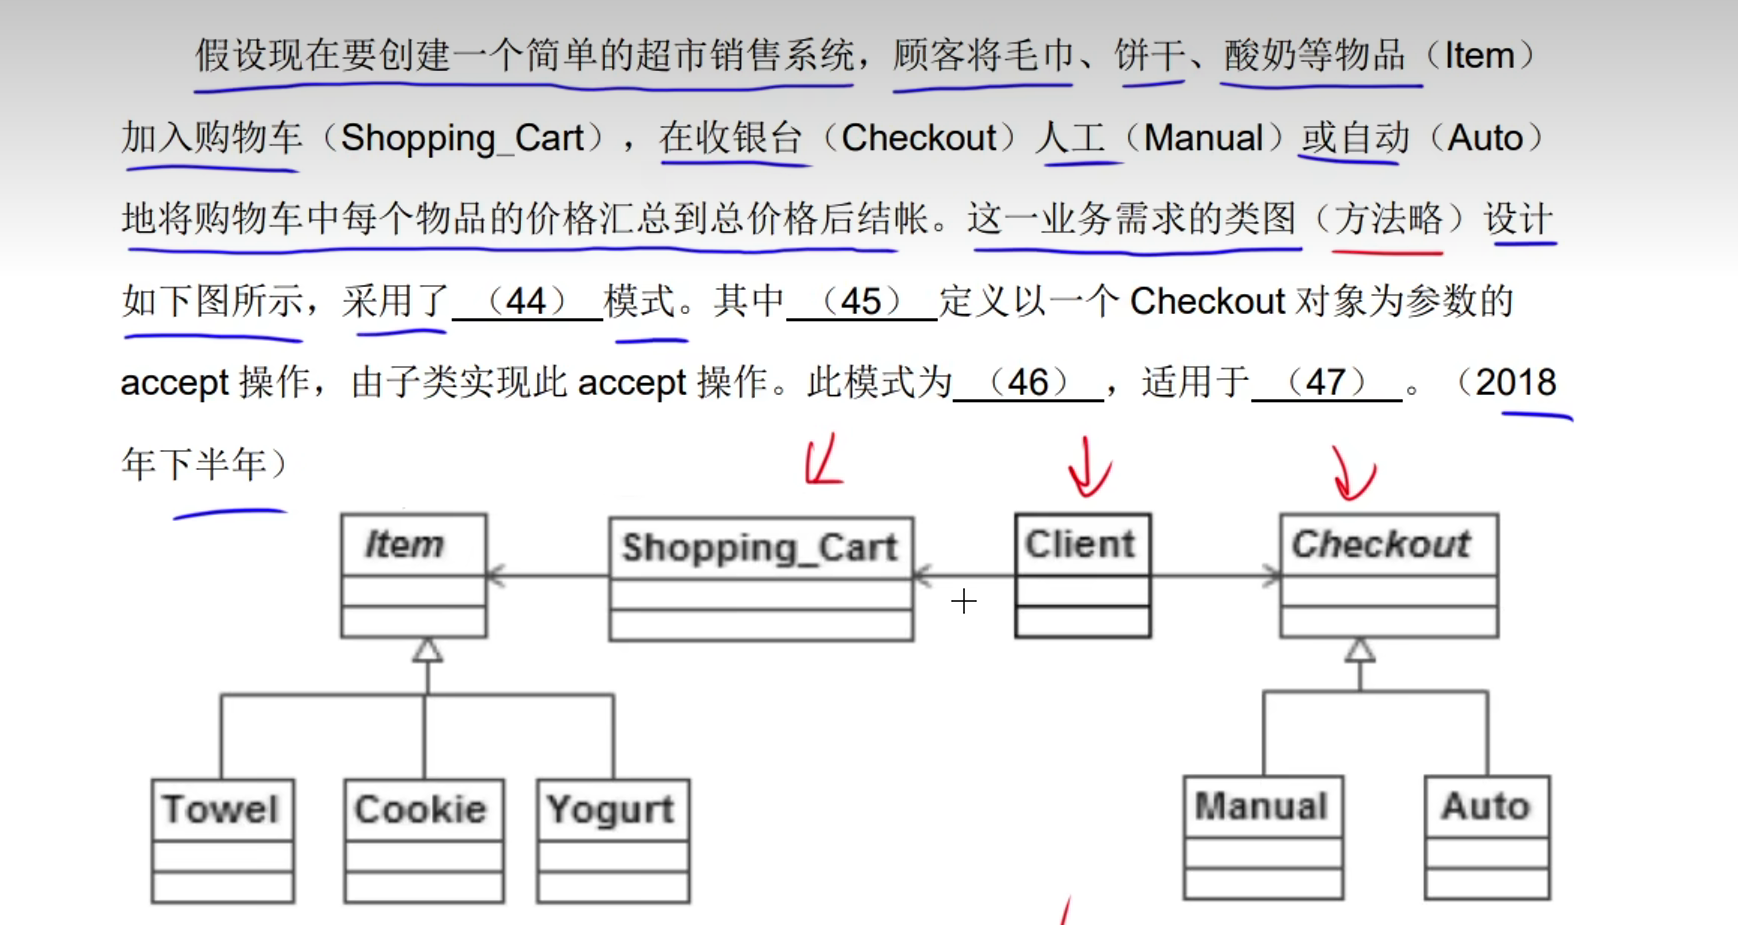 假设现在要创建一个简单的超市销售系统，顾客将毛巾、饼干、酸奶等物品（Item）
加入购物车（Shopping_Cart），在收银台（Checkout）人工（Manual）或自动（Auto）
地将购物车中每个物品的价格汇总到总价格后结帐。这一业务需求的类图（方法略）设计
如下图所示，采用了（44）模式。其中（45）定义以一个 Checkout 对象为参数的
accept 操作，由子类实现此 accept 操作。此模式为（46），适用于（47）。（2018
年下半年）
Item Shopping_Cart Client Checkout
Towel Cookie Yogurt Manual Auto